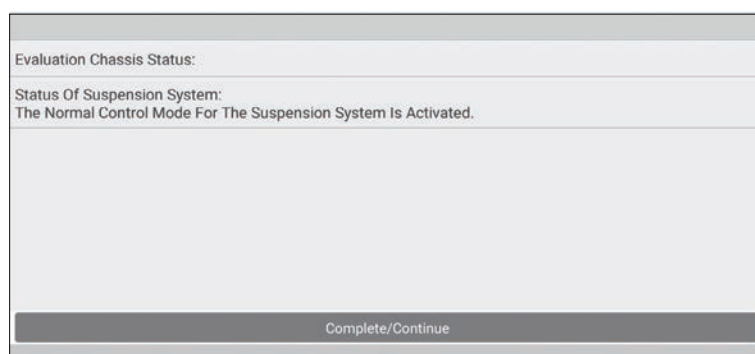 Evaluation Chassis Status:
Status Of Suspension System:
The Normal Control Mode For The Suspension System Is Activated.
Complete/Continue